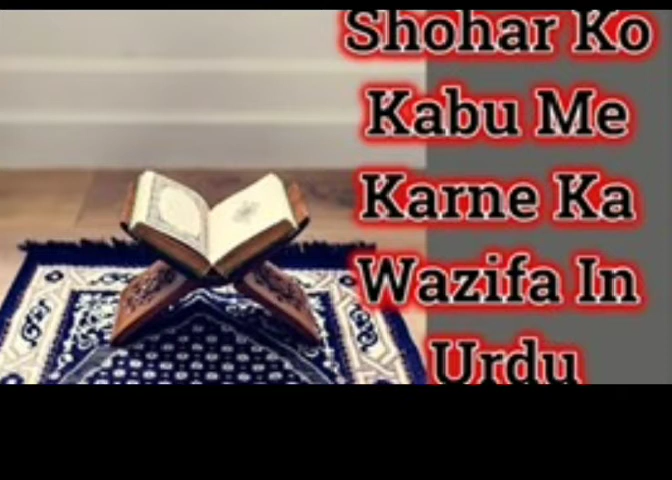 Shohar Ko
Kabu Me
Karne Ka
Wazifa In
Urdu